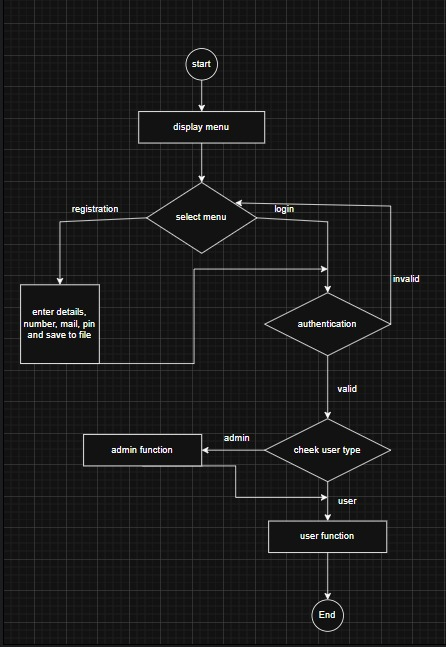 start
display menu
registration
select menu
login
invalid
enter details,
number, mail, pin
and save to file
authentication
valid
admin
admin function
cheek user type
user
user function
End